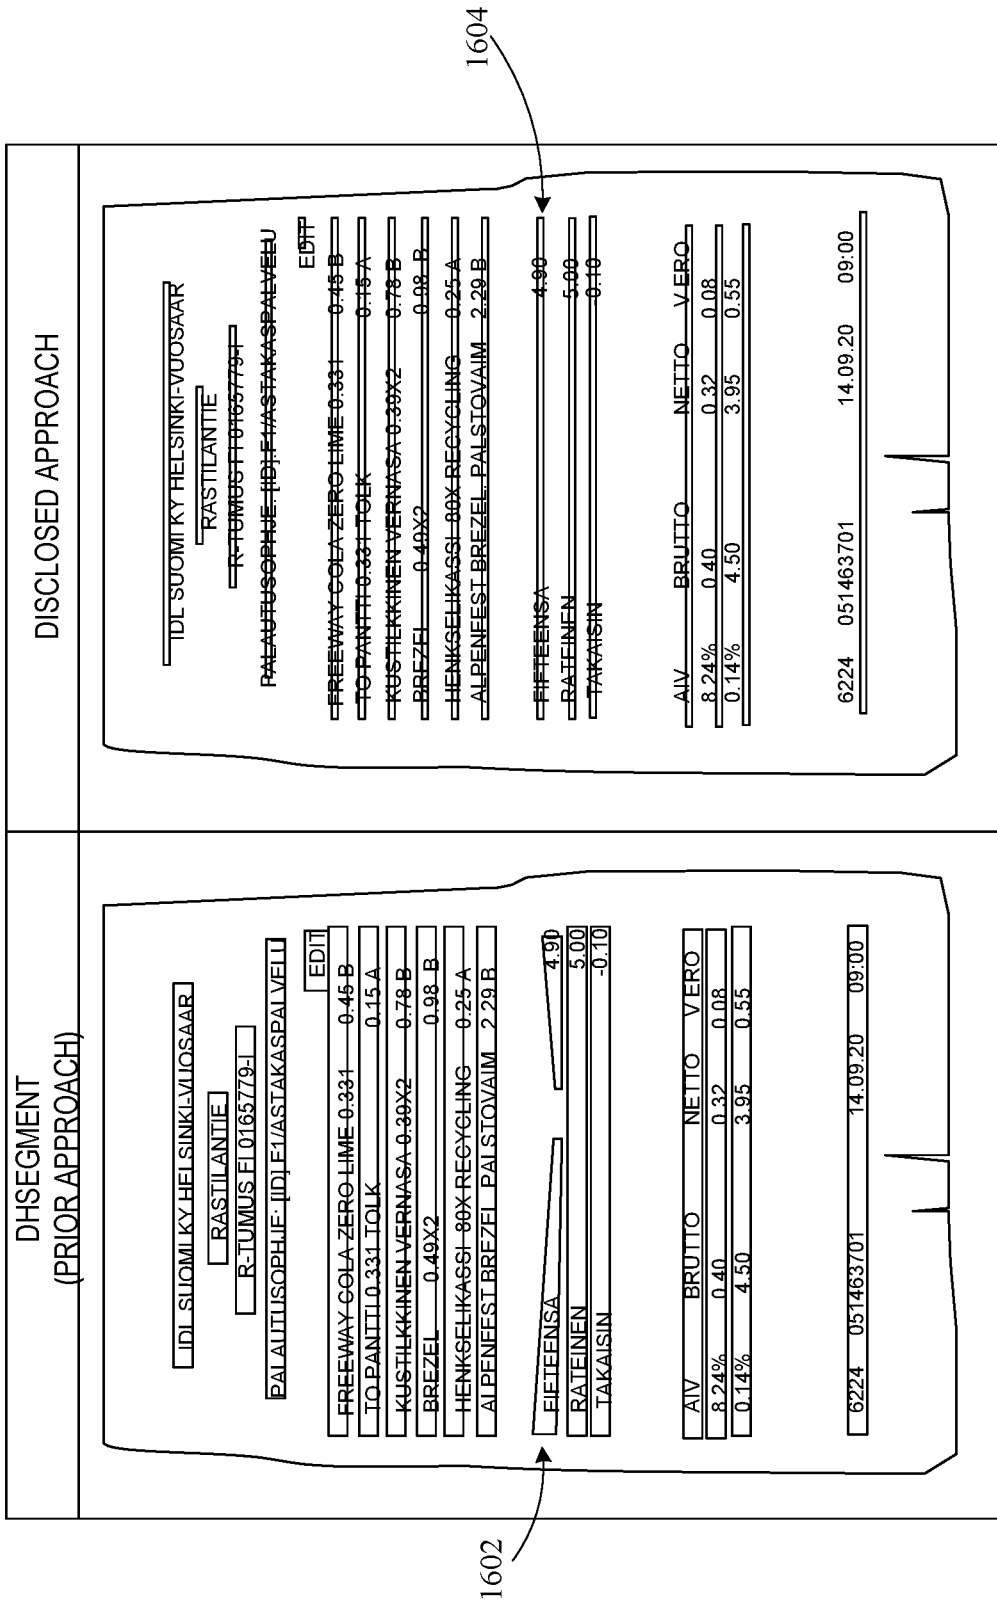 DHSEGMENT
(PRIOR APPROACH)
IDL SUOMI KY HELSINKI-VUOSAAR
RASTILANTIE
R-TUMUS FI 0165779-I
PALAUTUSOPHJE: [ID] F1/ASTAKASPALVELU
EDIT
FREEWAY COLA ZERO LIME 0.331 0.45 B
TO PANTTI 0.331 TOLK 0.15 A
KUSTILKKINEN VERNASA 0.39X2 0.78 B
BREZEL 0.49X2 0.98 B
HENKSELIKASSI 80X RECYCLING 0.25 A
ALPENFEST BREZEL PALSTOVAIM 2.29 B
FIFTEENSA 4.90
RATEINEN 5.00
TAKAISIN -0.10
AIV BRUTTO NETTO V ERO
8.24% 0.40 0.32 0.08
0.14% 4.50 3.95 0.55
6224 051463701 14.09.20 09:00
1602
DISCLOSED APPROACH
IDL SUOMI KY HELSINKI-VUOSAAR
RASTILANTIE
R-TUMUS FI 0165779-I
PALAUTUSOPHJE: [ID].F1/ASTAKASPALVELU
EDIT
FREEWAY COLA ZERO LIME 0.331 0.45 B
TO PANTTI 0.331 TOLK 0.15 A
KUSTILKKINEN VERNASA 0.39X2 0.78 B
BREZEL 0.49X2 0.98 B
HENKSELIKASSI 80X RECYCLING 0.25 A
ALPENFEST BREZEL. PALSTOVAIM 2.29 B
FIFTEENSA 4.90
RATEINEN 5.00
TAKAISIN 0.10
AIV BRUTTO NETTO V ERO
8.24% 0.40 0.32 0.08
0.14% 4.50 3.95 0.55
6224 051463701 14.09.20 09:00
1604